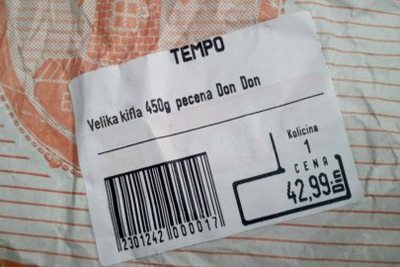 TEMPO
Velika kifla 450g pecena Don Don
Kolicina
1
CENA
42,99 Din
2301242 000017